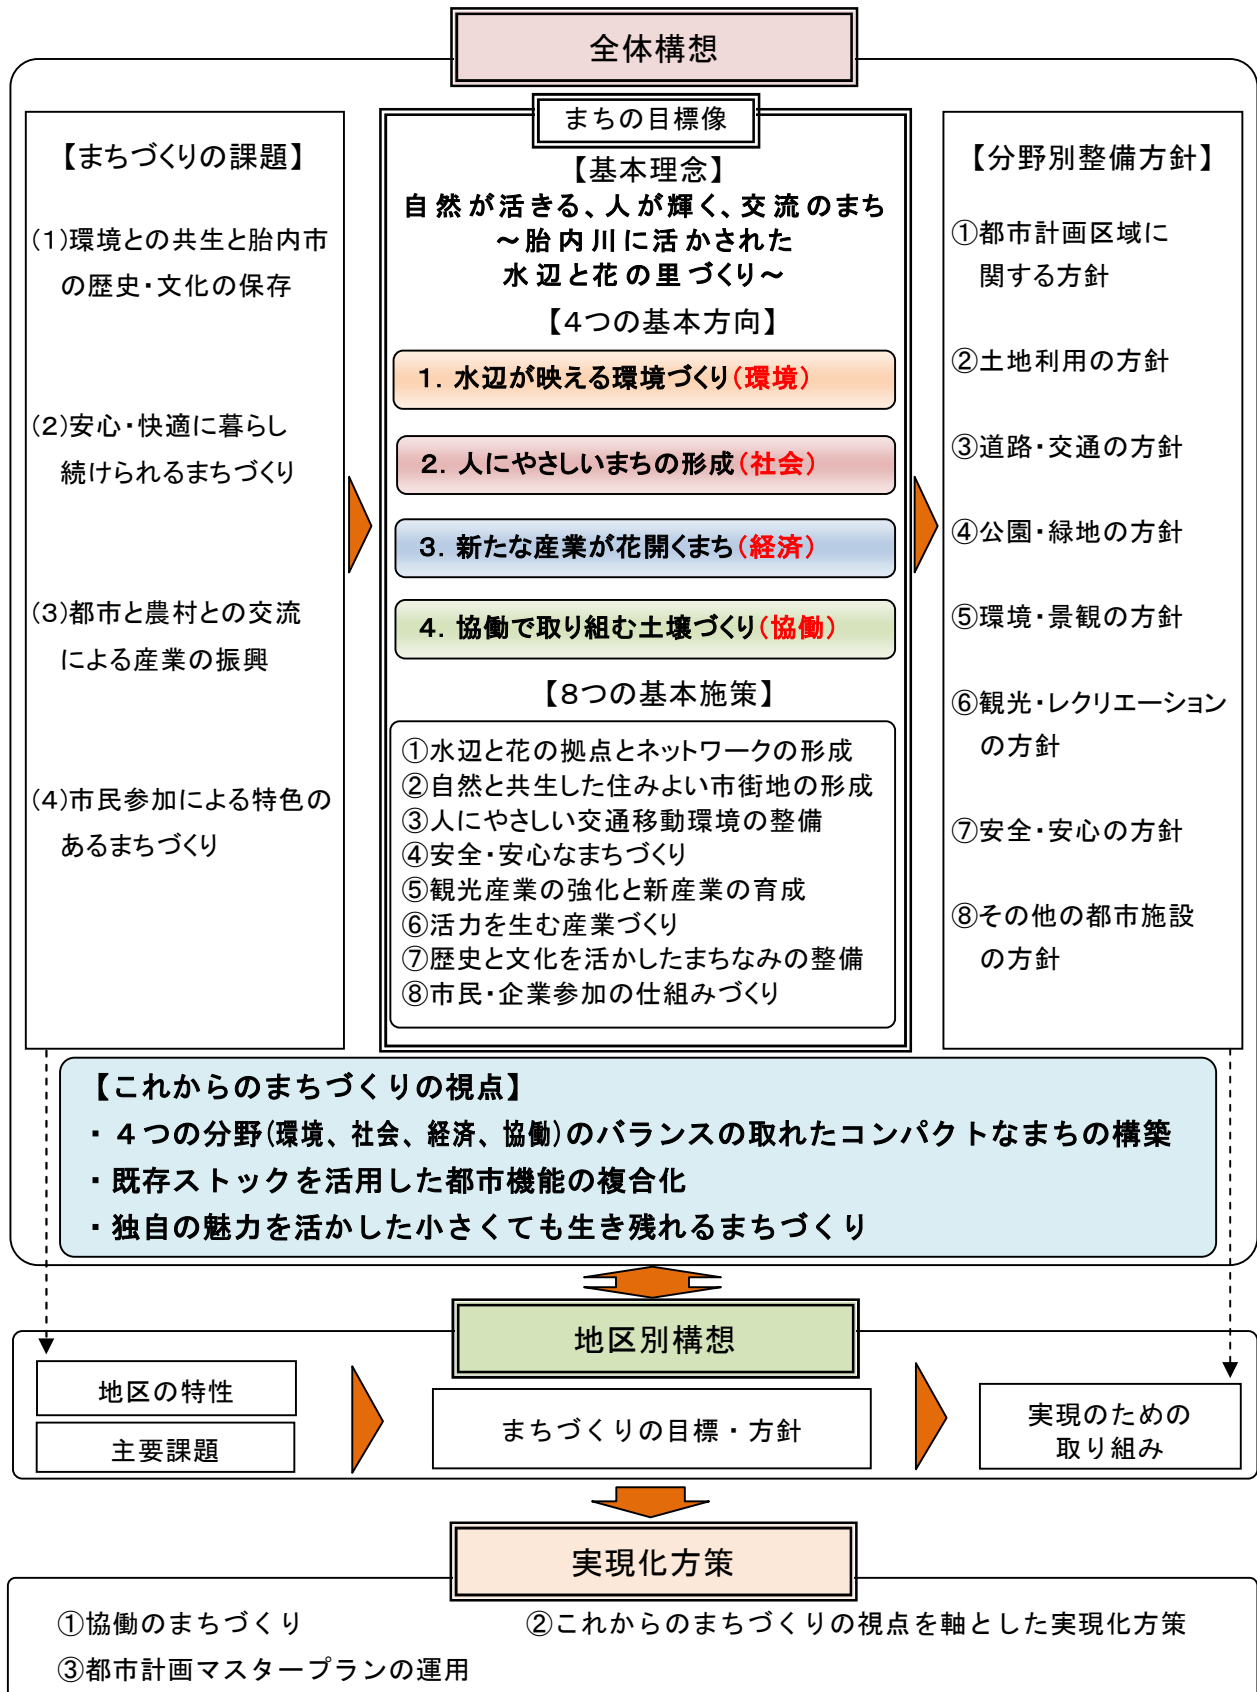 全体構想
【まちづくりの課題】
(1)環境との共生と胎内市
の歴史・文化の保存
(2)安心・快適に暮らし
続けられるまちづくり
(3)都市と農村との交流
による産業の振興
(4)市民参加による特色の
あるまちづくり
まちの目標像
【基本理念】
自然が活きる、人が輝く、交流のまち
～胎内川に活かされた
水辺と花の里づくり～
【4つの基本方向】
1．水辺が映える環境づくり（環境）
2．人にやさしいまちの形成（社会）
3．新たな産業が花開くまち（経済）
4．協働で取り組む土壌づくり（協働）
【8つの基本施策】
①水辺と花の拠点とネットワークの形成
②自然と共生した住みよい市街地の形成
③人にやさしい交通移動環境の整備
④安全・安心なまちづくり
⑤観光産業の強化と新産業の育成
⑥活力を生む産業づくり
⑦歴史と文化を活かしたまちなみの整備
⑧市民・企業参加の仕組みづくり
【分野別整備方針】
①都市計画区域に
関する方針
②土地利用の方針
③道路・交通の方針
④公園・緑地の方針
⑤環境・景観の方針
⑥観光・レクリエーション
の方針
⑦安全・安心の方針
⑧その他の都市施設
の方針
【これからのまちづくりの視点】
・４つの分野(環境、社会、経済、協働)のバランスの取れたコンパクトなまちの構築
・既存ストックを活用した都市機能の複合化
・独自の魅力を活かした小さくても生き残れるまちづくり
地区別構想
地区の特性
主要課題
まちづくりの目標・方針
実現のための
取り組み
実現化方策
①協働のまちづくり
②これからのまちづくりの視点を軸とした実現化方策
③都市計画マスタープランの運用